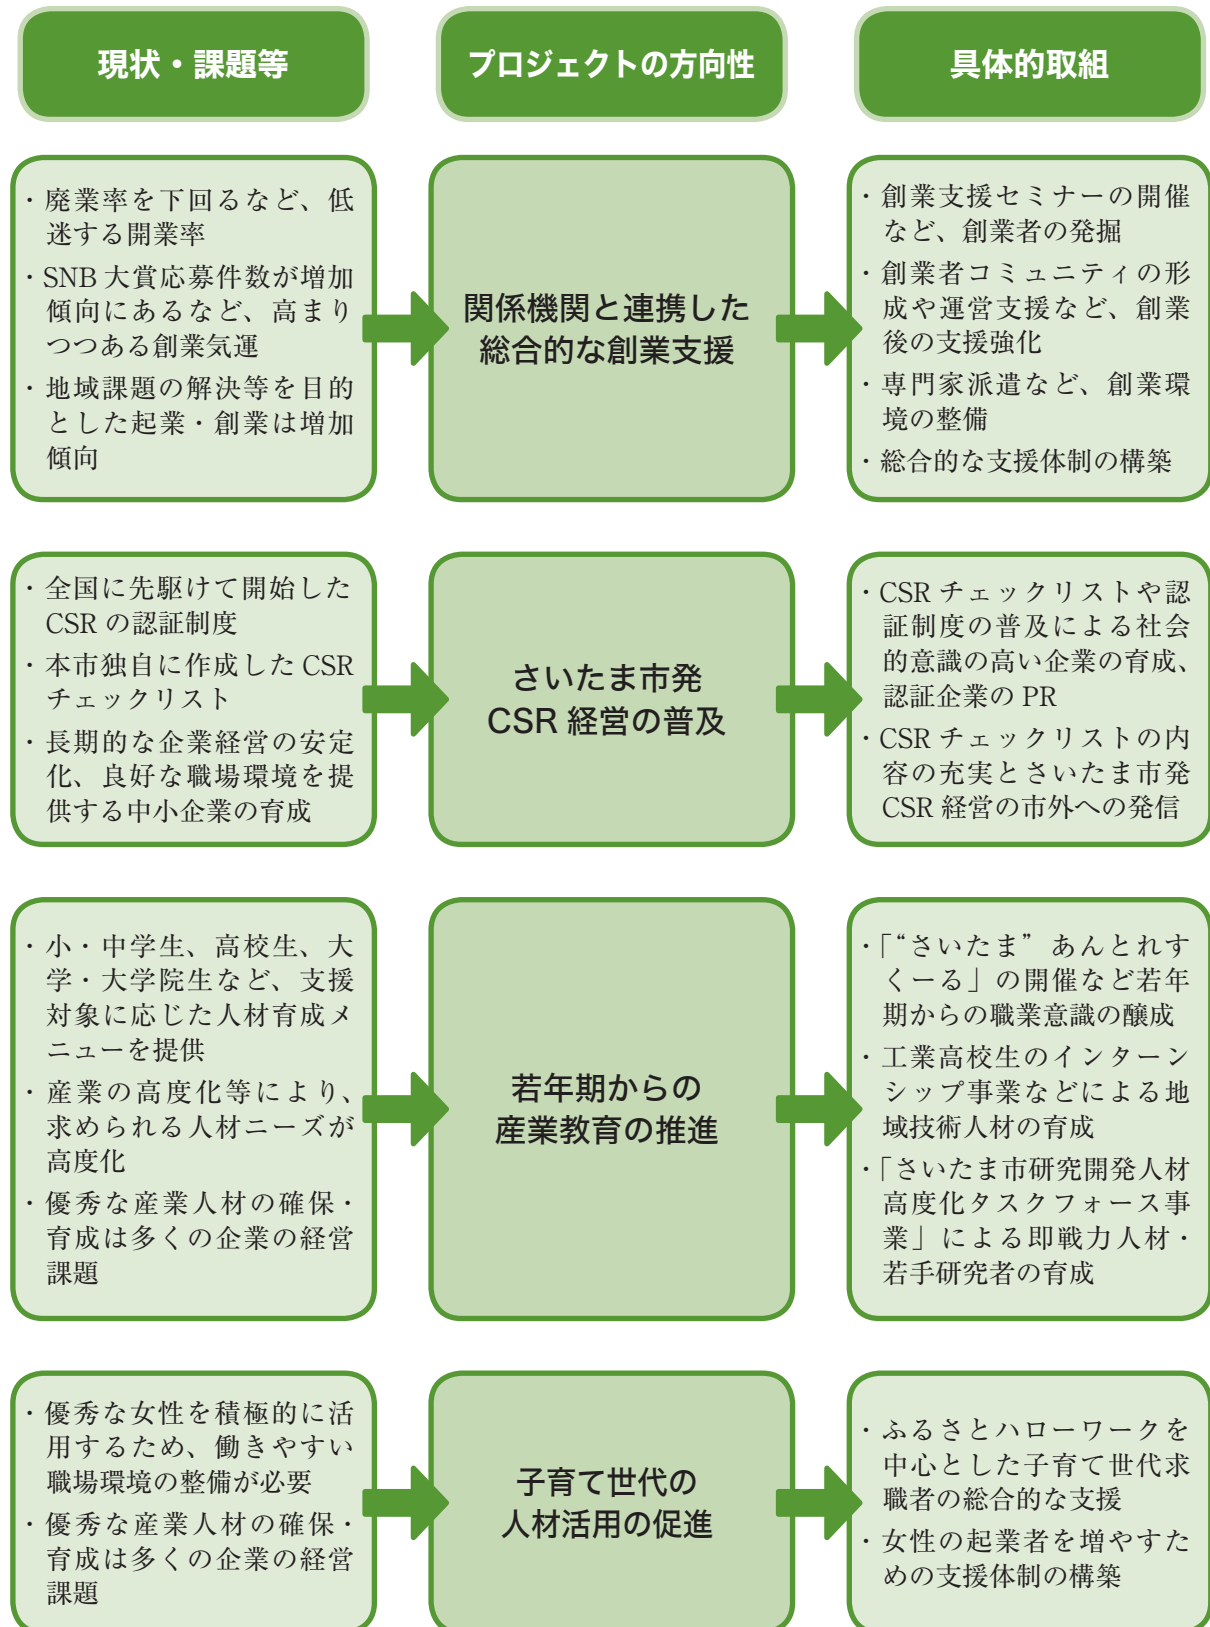 現状・課題等
プロジェクトの方向性
具体的取組
・廃業率を下回るなど、低
迷する開業率
・SNB 大賞応募件数が増加
傾向にあるなど、高まり
つつある創業気運
・地域課題の解決等を目的
とした起業・創業は増加
傾向
関係機関と連携した
総合的な創業支援
・創業支援セミナーの開催
など、創業者の発掘
・創業者コミュニティの形
成や運営支援など、創業
後の支援強化
・専門家派遣など、創業環
境の整備
・総合的な支援体制の構築
・全国に先駆けて開始した
CSR の認証制度
・本市独自に作成した CSR
チェックリスト
・長期的な企業経営の安定
化、良好な職場環境を提
供する中小企業の育成
さいたま市発
CSR 経営の普及
・CSR チェックリストや認
証制度の普及による社会
的意識の高い企業の育成、
認証企業の PR
・CSR チェックリストの内
容の充実とさいたま市発
CSR 経営の市外への発信
・小・中学生、高校生、大
学・大学院生など、支援
対象に応じた人材育成メ
ニューを提供
・産業の高度化等により、
求められる人材ニーズが
高度化
・優秀な産業人材の確保・
育成は多くの企業の経営
課題
若年期からの
産業教育の推進
・「“さいたま” あんとれす
くーる」の開催など若年
期からの職業意識の醸成
・工業高校生のインターン
シップ事業などによる地
域技術人材の育成
・「さいたま市研究開発人材
高度化タスクフォース事
業」による即戦力人材・
若手研究者の育成
・優秀な女性を積極的に活
用するため、働きやすい
職場環境の整備が必要
・優秀な産業人材の確保・
育成は多くの企業の経営
課題
子育て世代の
人材活用の促進
・ふるさとハローワークを
中心とした子育て世代求
職者の総合的な支援
・女性の起業者を増やすた
めの支援体制の構築